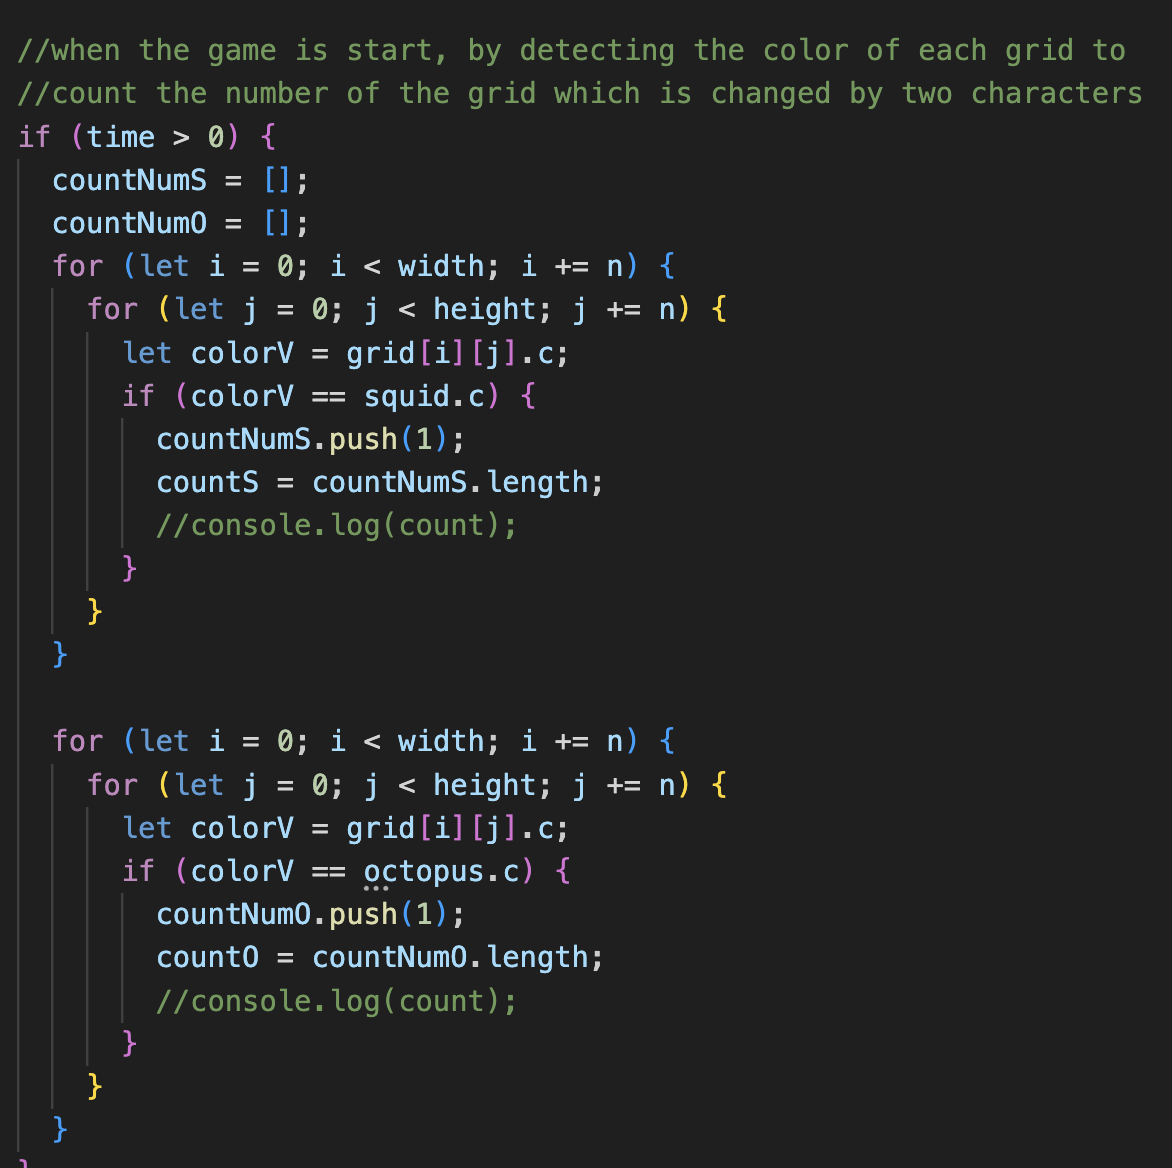 //when the game is start, by detecting the color of each grid to
//count the number of the grid which is changed by two characters
if (time > 0) {
  countNumS = [];
  countNumO = [];
  for (let i = 0; i < width; i += n) {
    for (let j = 0; j < height; j += n) {
      let colorV = grid[i][j].c;
      if (colorV == squid.c) {
        countNumS.push(1);
        countS = countNumS.length;
        //console.log(count);
      }
    }
  }

  for (let i = 0; i < width; i += n) {
    for (let j = 0; j < height; j += n) {
      let colorV = grid[i][j].c;
      if (colorV == octopus.c) {
        countNumO.push(1);
        countO = countNumO.length;
        //console.log(count);
      }
    }
  }
}